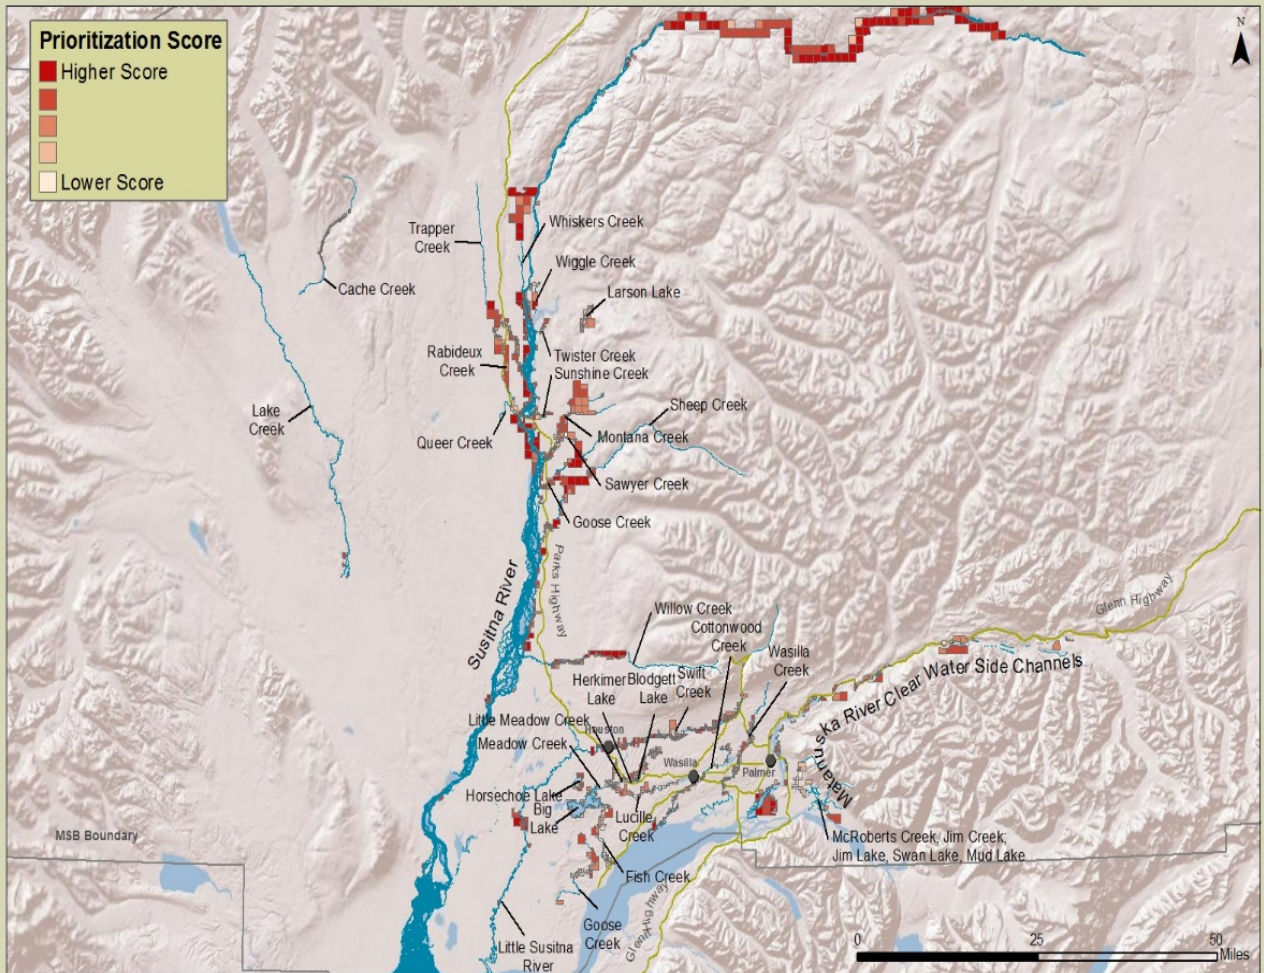 Prioritization Score
Higher Score
Lower Score
N
Trapper
Creek
Whiskers Creek
Wiggle Creek
Cache Creek
Larson Lake
Rabideux
Creek
Twister Creek
Sunshine Creek
Lake
Creek
Sheep Creek
Queer Creek
Montana Creek
Sawyer Creek
Goose Creek
Parks Highway
Susitna River
Glenn Highway
Willow Creek
Cottonwood
Creek
Wasilla
Creek
Herkimer
Lake
Blodgett
Lake
Swift
Creek
Matanuska River Clear Water Side Channels
Little Meadow Creek
Houston
Meadow Creek
Wasilla
Palmer
Horsechoe Lake
Big
Lake
Lucille
Creek
MSB Boundary
McRoberts Creek, Jim Creek,
Jim Lake, Swan Lake, Mud Lake
Fish Creek
Goose
Creek
Glenn Highway
Little Susitna
River
0 25 50
Miles